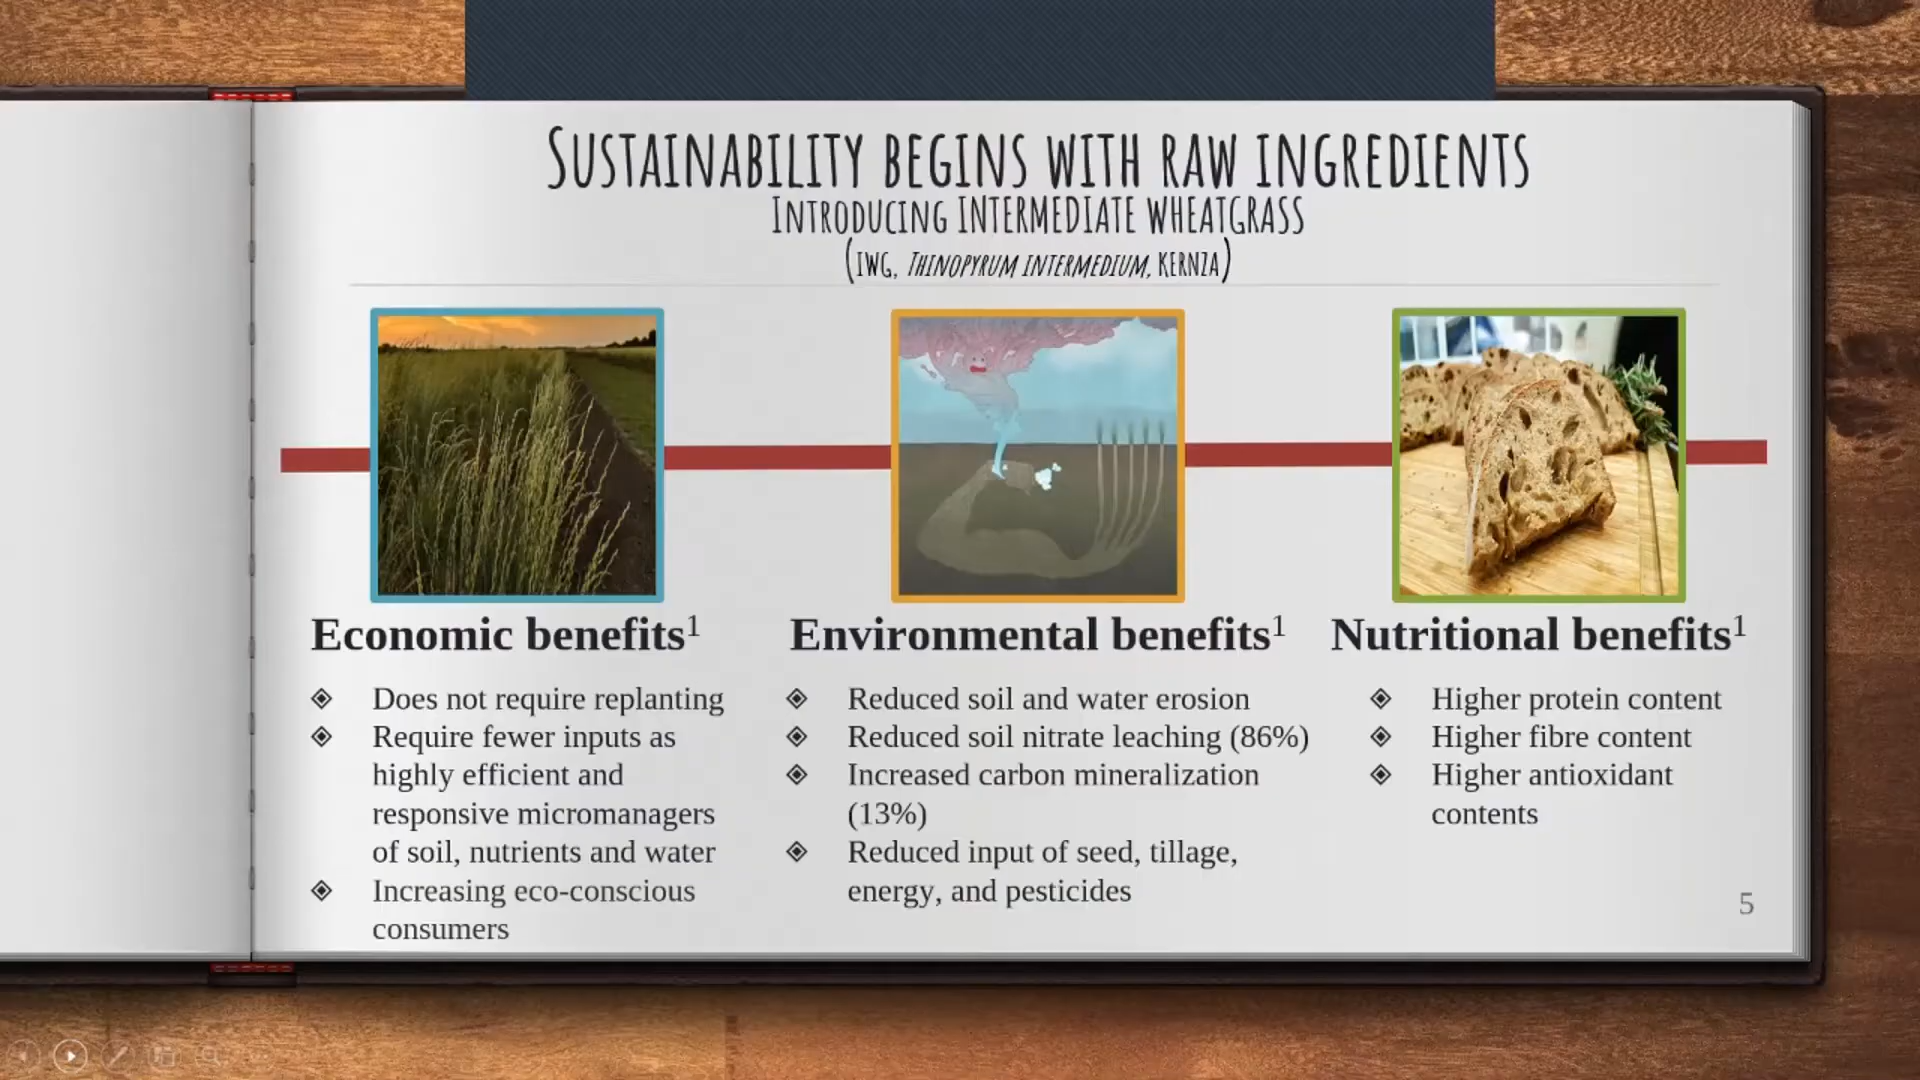 Sustainability begins with raw ingredients
Introducing INTERMEDIATE WHEATGRASS
(IWG, Thinopyrum intermedium, KERNZA)
Economic benefits1
Does not require replanting
Require fewer inputs as
highly efficient and
responsive micromanagers
of soil, nutrients and water
Increasing eco-conscious
consumers
Environmental benefits1
Reduced soil and water erosion
Reduced soil nitrate leaching (86%)
Increased carbon mineralization
(13%)
Reduced input of seed, tillage,
energy, and pesticides
Nutritional benefits1
Higher protein content
Higher fibre content
Higher antioxidant
contents
5